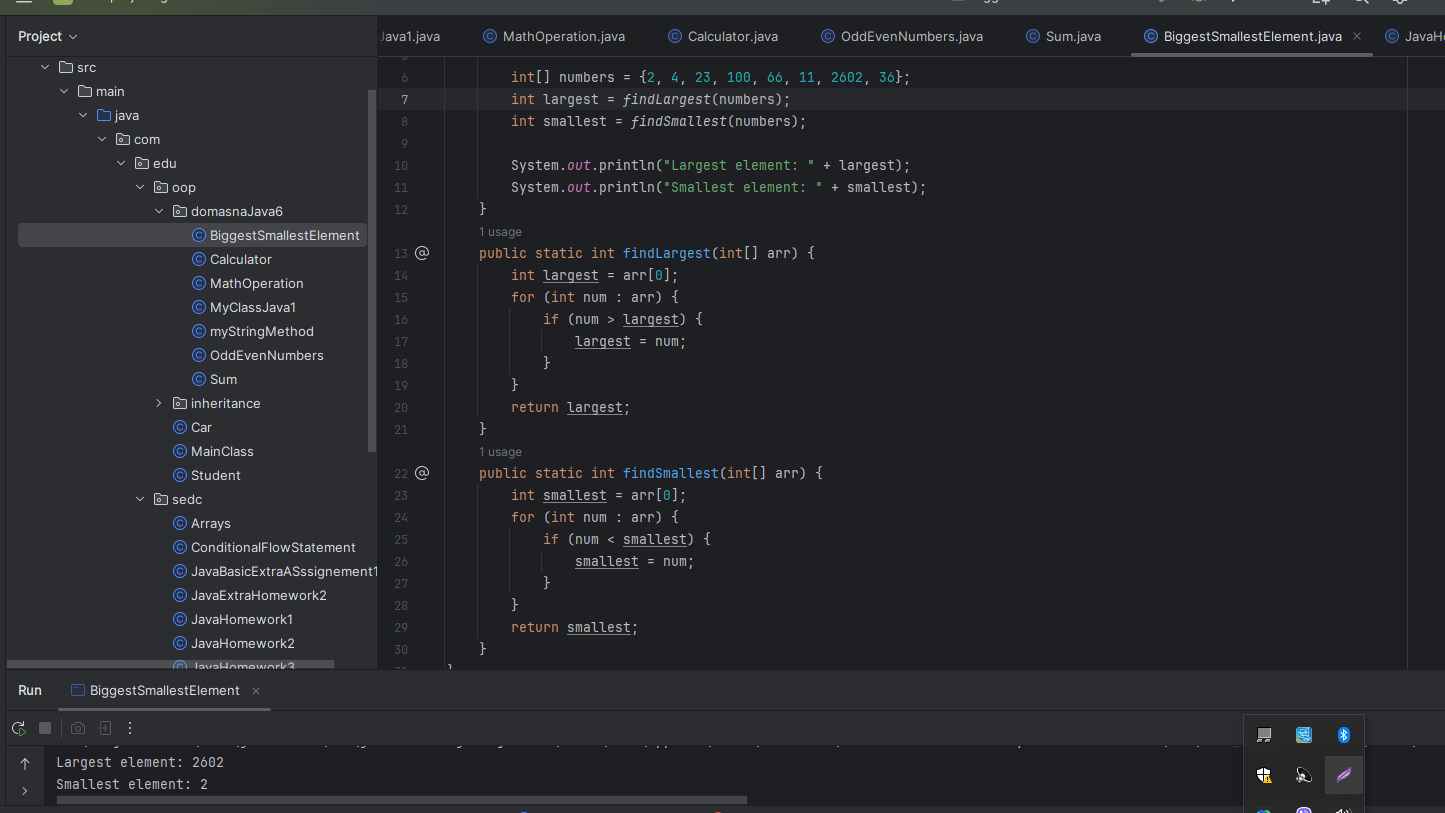 Project
Java1.java
MathOperation.java
Calculator.java
OddEvenNumbers.java
Sum.java
BiggestSmallestElement.java
src
main
java
com
edu
oop
domasnaJava6
BiggestSmallestElement
Calculator
MathOperation
MyClassJava1
myStringMethod
OddEvenNumbers
Sum
inheritance
Car
MainClass
Student
sedc
Arrays
ConditionalFlowStatement
JavaBasicExtraASssignement1
JavaExtraHomework2
JavaHomework1
JavaHomework2
JavaHomework3
6 int[] numbers = {2, 4, 23, 100, 66, 11, 2602, 36};
7 int largest = findLargest(numbers);
8 int smallest = findSmallest(numbers);
9
10 System.out.println("Largest element: " + largest);
11 System.out.println("Smallest element: " + smallest);
12 }
1 usage
13 @ public static int findLargest(int[] arr) {
14 int largest = arr[0];
15 for (int num : arr) {
16 if (num > largest) {
17 largest = num;
18 }
19 }
20 return largest;
21 }
1 usage
22 @ public static int findSmallest(int[] arr) {
23 int smallest = arr[0];
24 for (int num : arr) {
25 if (num < smallest) {
26 smallest = num;
27 }
28 }
29 return smallest;
30 }
Run
BiggestSmallestElement
Largest element: 2602
Smallest element: 2